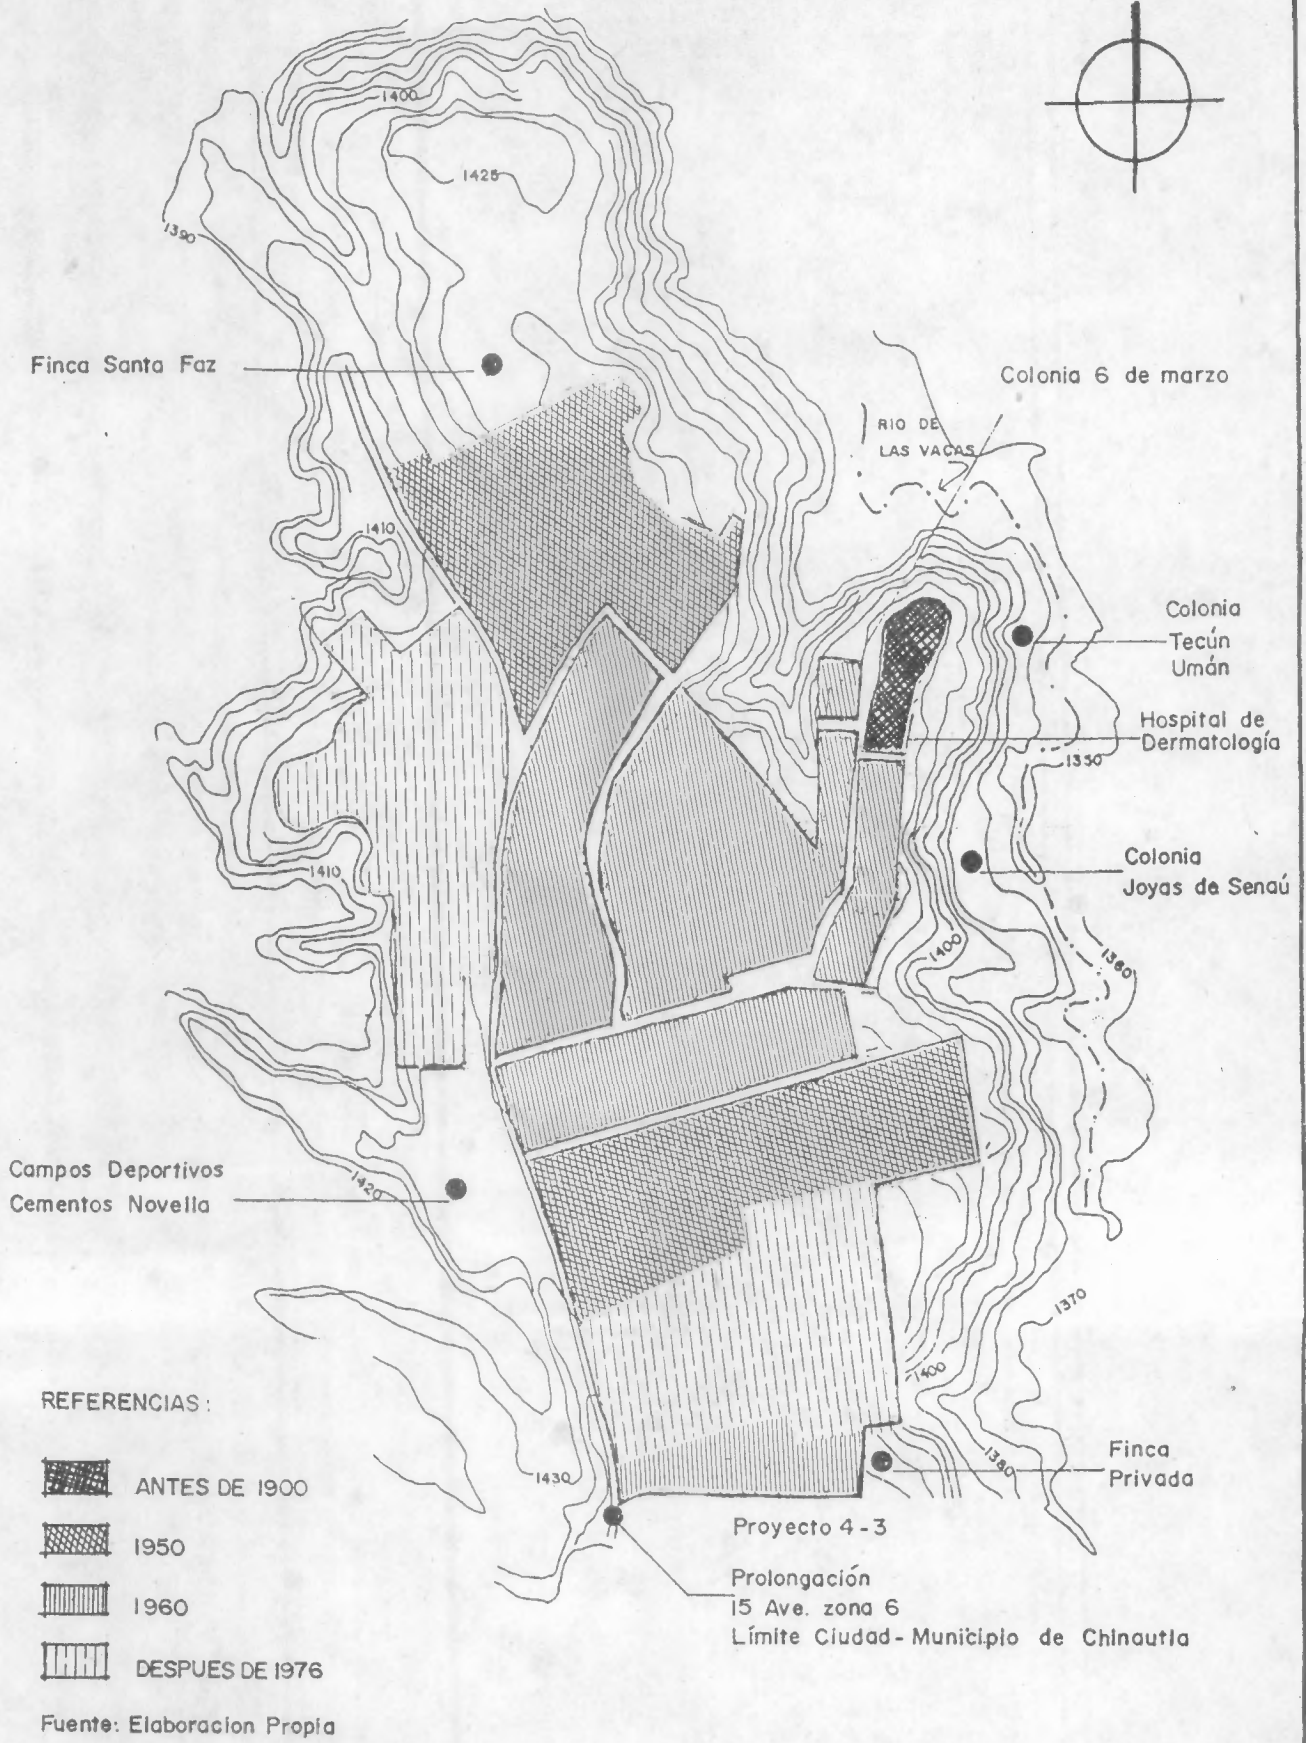 1400
1425
1390
Finca Santa Faz
Colonia 6 de marzo
RIO DE
LAS VACAS
1410
Colonia
Tecún
Umán
Hospital de
Dermatología
1350
1410
Colonia
Joyas de Senaú
1400
1360
Campos Deportivos
Cementos Novella
1420
1370
1400
REFERENCIAS:
ANTES DE 1900
1950
1960
DESPUES DE 1976
Fuente: Elaboracion Propia
1430
1380
Finca
Privada
Proyecto 4-3
Prolongación
15 Ave. zona 6
Límite Ciudad-Municipio de Chinautla